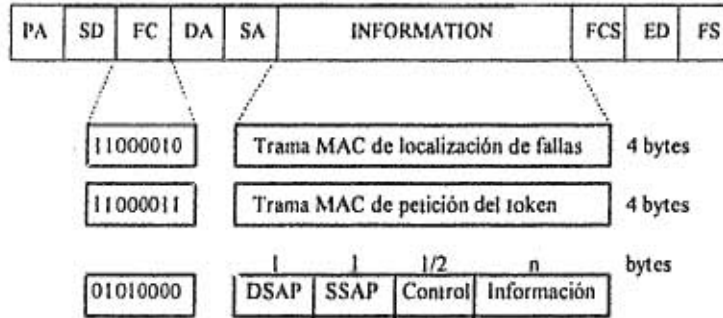 PA SD FC DA SA INFORMATION FCS ED FS
11000010 Trama MAC de localización de fallas 4 bytes
11000011 Trama MAC de petición del token 4 bytes
1 1 1/2 n bytes
01010000 DSAP SSAP Control Información